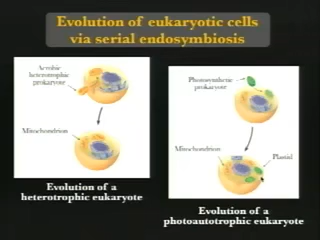 Evolution of eukaryotic cells
via serial endosymbiosis
Aerobic
heterotrophic
prokaryote
Mitochondrion
Evolution of a
heterotrophic eukaryote
Photosynthetic
prokaryote
Mitochondrion
Plastid
Evolution of a
photoautotrophic eukaryote